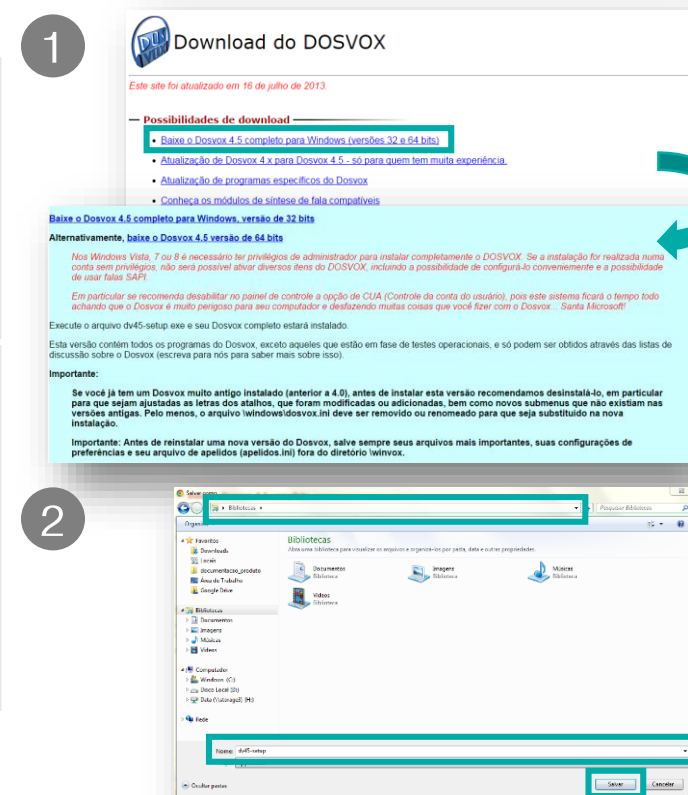 1
DOS
VOX
Download do DOSVOX
Este site foi atualizado em 16 de julho de 2013.
Possibilidades de download
• Baixe o Dosvox 4.5 completo para Windows (versões 32 e 64 bits)
• Atualização de Dosvox 4.x para Dosvox 4.5 - só para quem tem muita experiência.
• Atualização de programas específicos do Dosvox
• Conheça os módulos de síntese de fala compatíveis
Baixe o Dosvox 4.5 completo para Windows, versão de 32 bits
Alternativamente, baixe o Dosvox 4.5 versão de 64 bits
Nos Windows Vista, 7 ou 8 é necessário ter privilégios de administrador para instalar completamente o DOSVOX. Se a instalação for realizada numa
conta sem privilégios, não será possível ativar diversos itens do DOSVOX, incluindo a possibilidade de configurá-lo convenientemente e a possibilidade
de usar falas SAPI.
Em particular se recomenda desabilitar no painel de controle a opção de CUA (Controle da conta do usuário), pois este sistema ficará o tempo todo
achando que o Dosvox é muito perigoso para seu computador e desfazendo muitas coisas que você fizer com o Dosvox... Santa Microsoft!
Execute o arquivo dv45-setup.exe e seu Dosvox completo estará instalado.
Esta versão contém todos os programas do Dosvox, exceto aqueles que estão em fase de testes operacionais, e só podem ser obtidos através das listas de
discussão sobre o Dosvox (escreva para nós para saber mais sobre isso).
Importante:
Se você já tem um Dosvox muito antigo instalado (anterior a 4.0), antes de instalar esta versão recomendamos desinstalá-lo, em particular
para que sejam ajustadas as letras dos atalhos, que foram modificadas ou adicionadas, bem como novos submenus que não existiam nas
versões antigas. Pelo menos, o arquivo \windows\dosvox.ini deve ser removido ou renomeado para que seja substituído na nova
instalação.
Importante: Antes de reinstalar uma nova versão do Dosvox, salve sempre seus arquivos mais importantes, suas configurações de
preferências e seu arquivo de apelidos (apelidos.ini) fora do diretório \winvox.
2
Salvar como
Bibliotecas
Pesquisar Bibliotecas
Favoritos
Downloads
Locais
documentacao_produto
Área de Trabalho
Google Drive
Bibliotecas
Documentos
Imagens
Músicas
Vídeos
Computador
Windows (C:)
Disco Local (D:)
Data (\\storage3) (H:)
Rede
Bibliotecas
Abra uma biblioteca para visualizar os arquivos e organizá-los por pasta, data e outras propriedades.
Documentos
Biblioteca
Imagens
Biblioteca
Músicas
Biblioteca
Vídeos
Biblioteca
Nome: dv45-setup
Ocultar pastas
Salvar
Cancelar